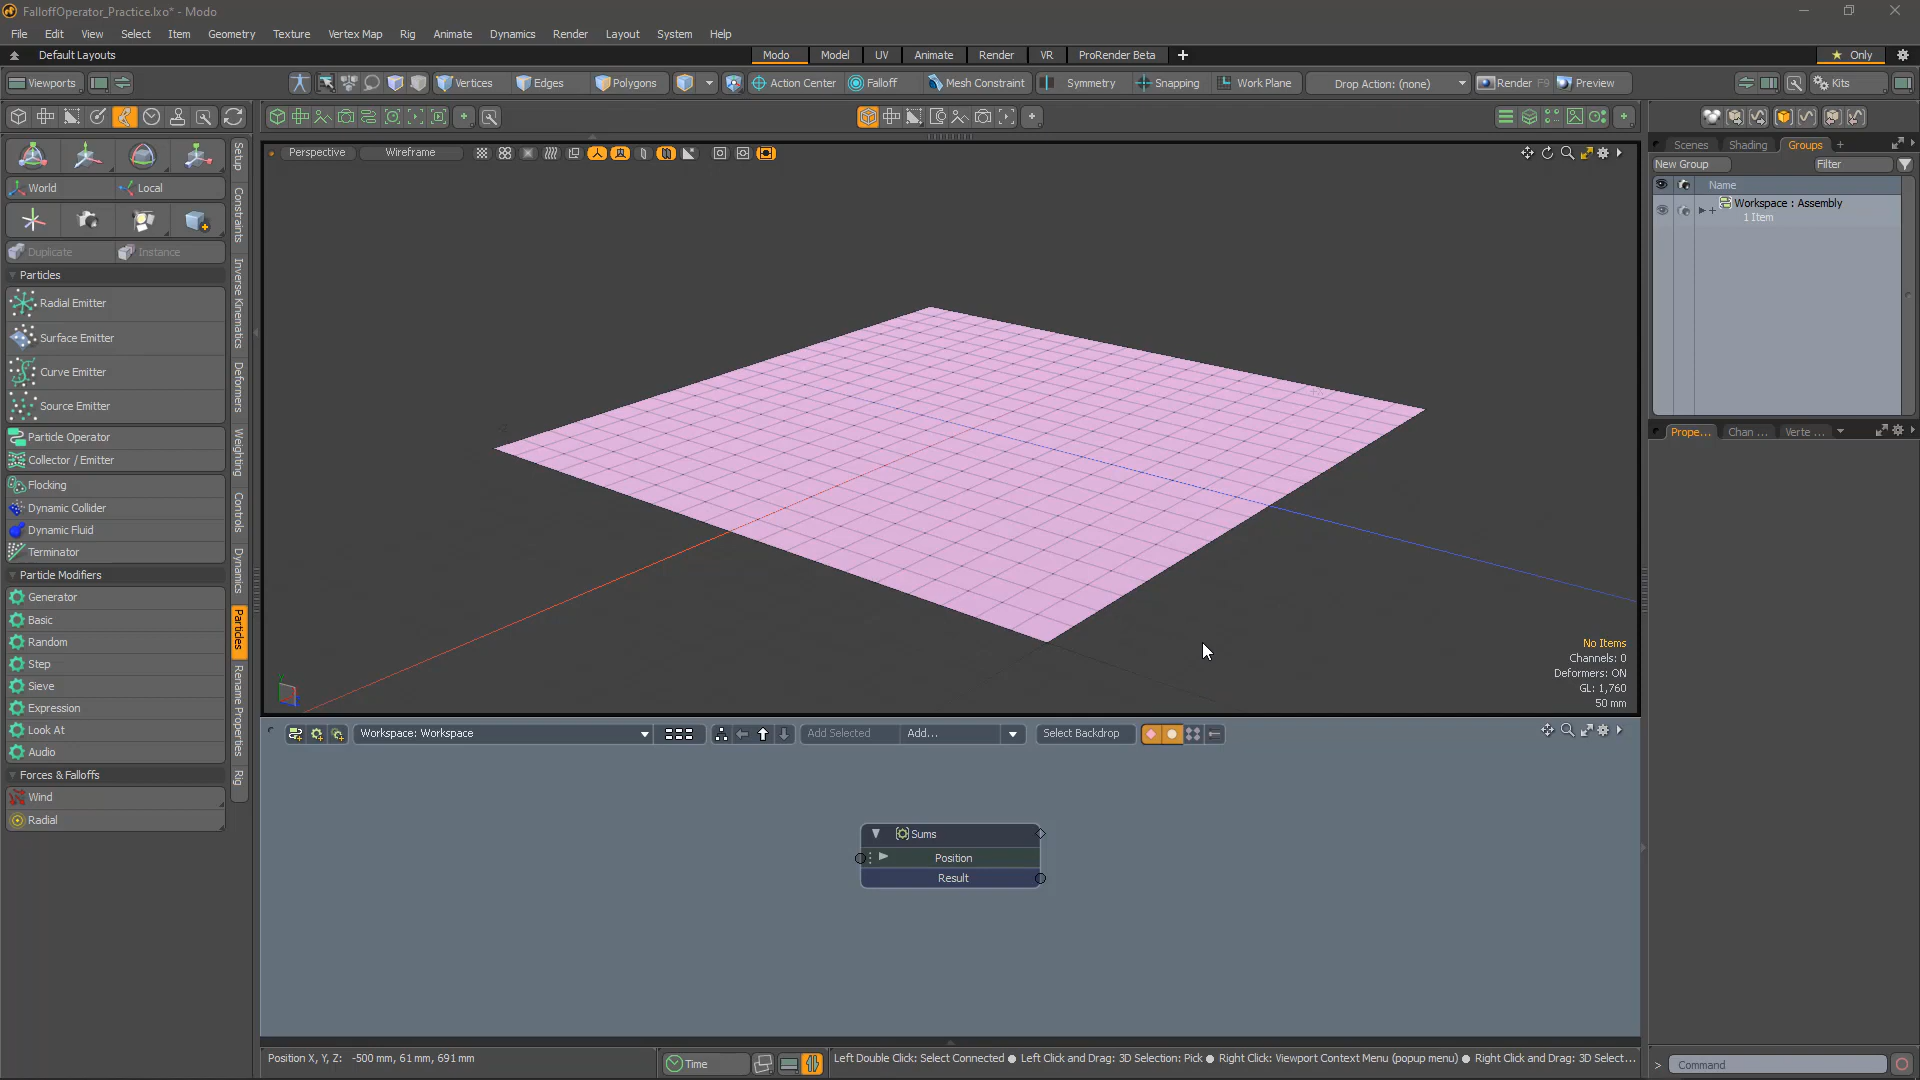 FalloffOperator_Practice.lxo* - Modo
File Edit View Select Item Geometry Texture Vertex Map Rig Animate Dynamics Render Layout System Help
Default Layouts
Modo Model UV Animate Render VR ProRender Beta
Only
Viewports
Vertices Edges Polygons Action Center Falloff Mesh Constraint Symmetry Snapping Work Plane Drop Action: (none) Render F9 Preview Kits
Perspective Wireframe
Scenes Shading Groups
New Group Filter
Name
Workspace : Assembly
1 Item
Prope... Chan ... Verte ...
World Local
Duplicate Instance
Particles
Radial Emitter
Surface Emitter
Curve Emitter
Source Emitter
Particle Operator
Collector / Emitter
Flocking
Dynamic Collider
Dynamic Fluid
Terminator
Particle Modifiers
Generator
Basic
Random
Step
Sieve
Expression
Look At
Audio
Forces & Falloffs
Wind
Radial
Setup
Constraints
Inverse Kinematics
Deformers
Weighting
Controls
Dynamics
Particles
Rename Properties
Rig
No Items
Channels: 0
Deformers: ON
GL: 1,760
50 mm
Workspace: Workspace Add Selected Add... Select Backdrop
Sums
Position
Result
Position X, Y, Z: -500 mm, 61 mm, 691 mm
Time
Left Double Click: Select Connected ● Left Click and Drag: 3D Selection: Pick ● Right Click: Viewport Context Menu (popup menu) ● Right Click and Drag: 3D Select...
> Command